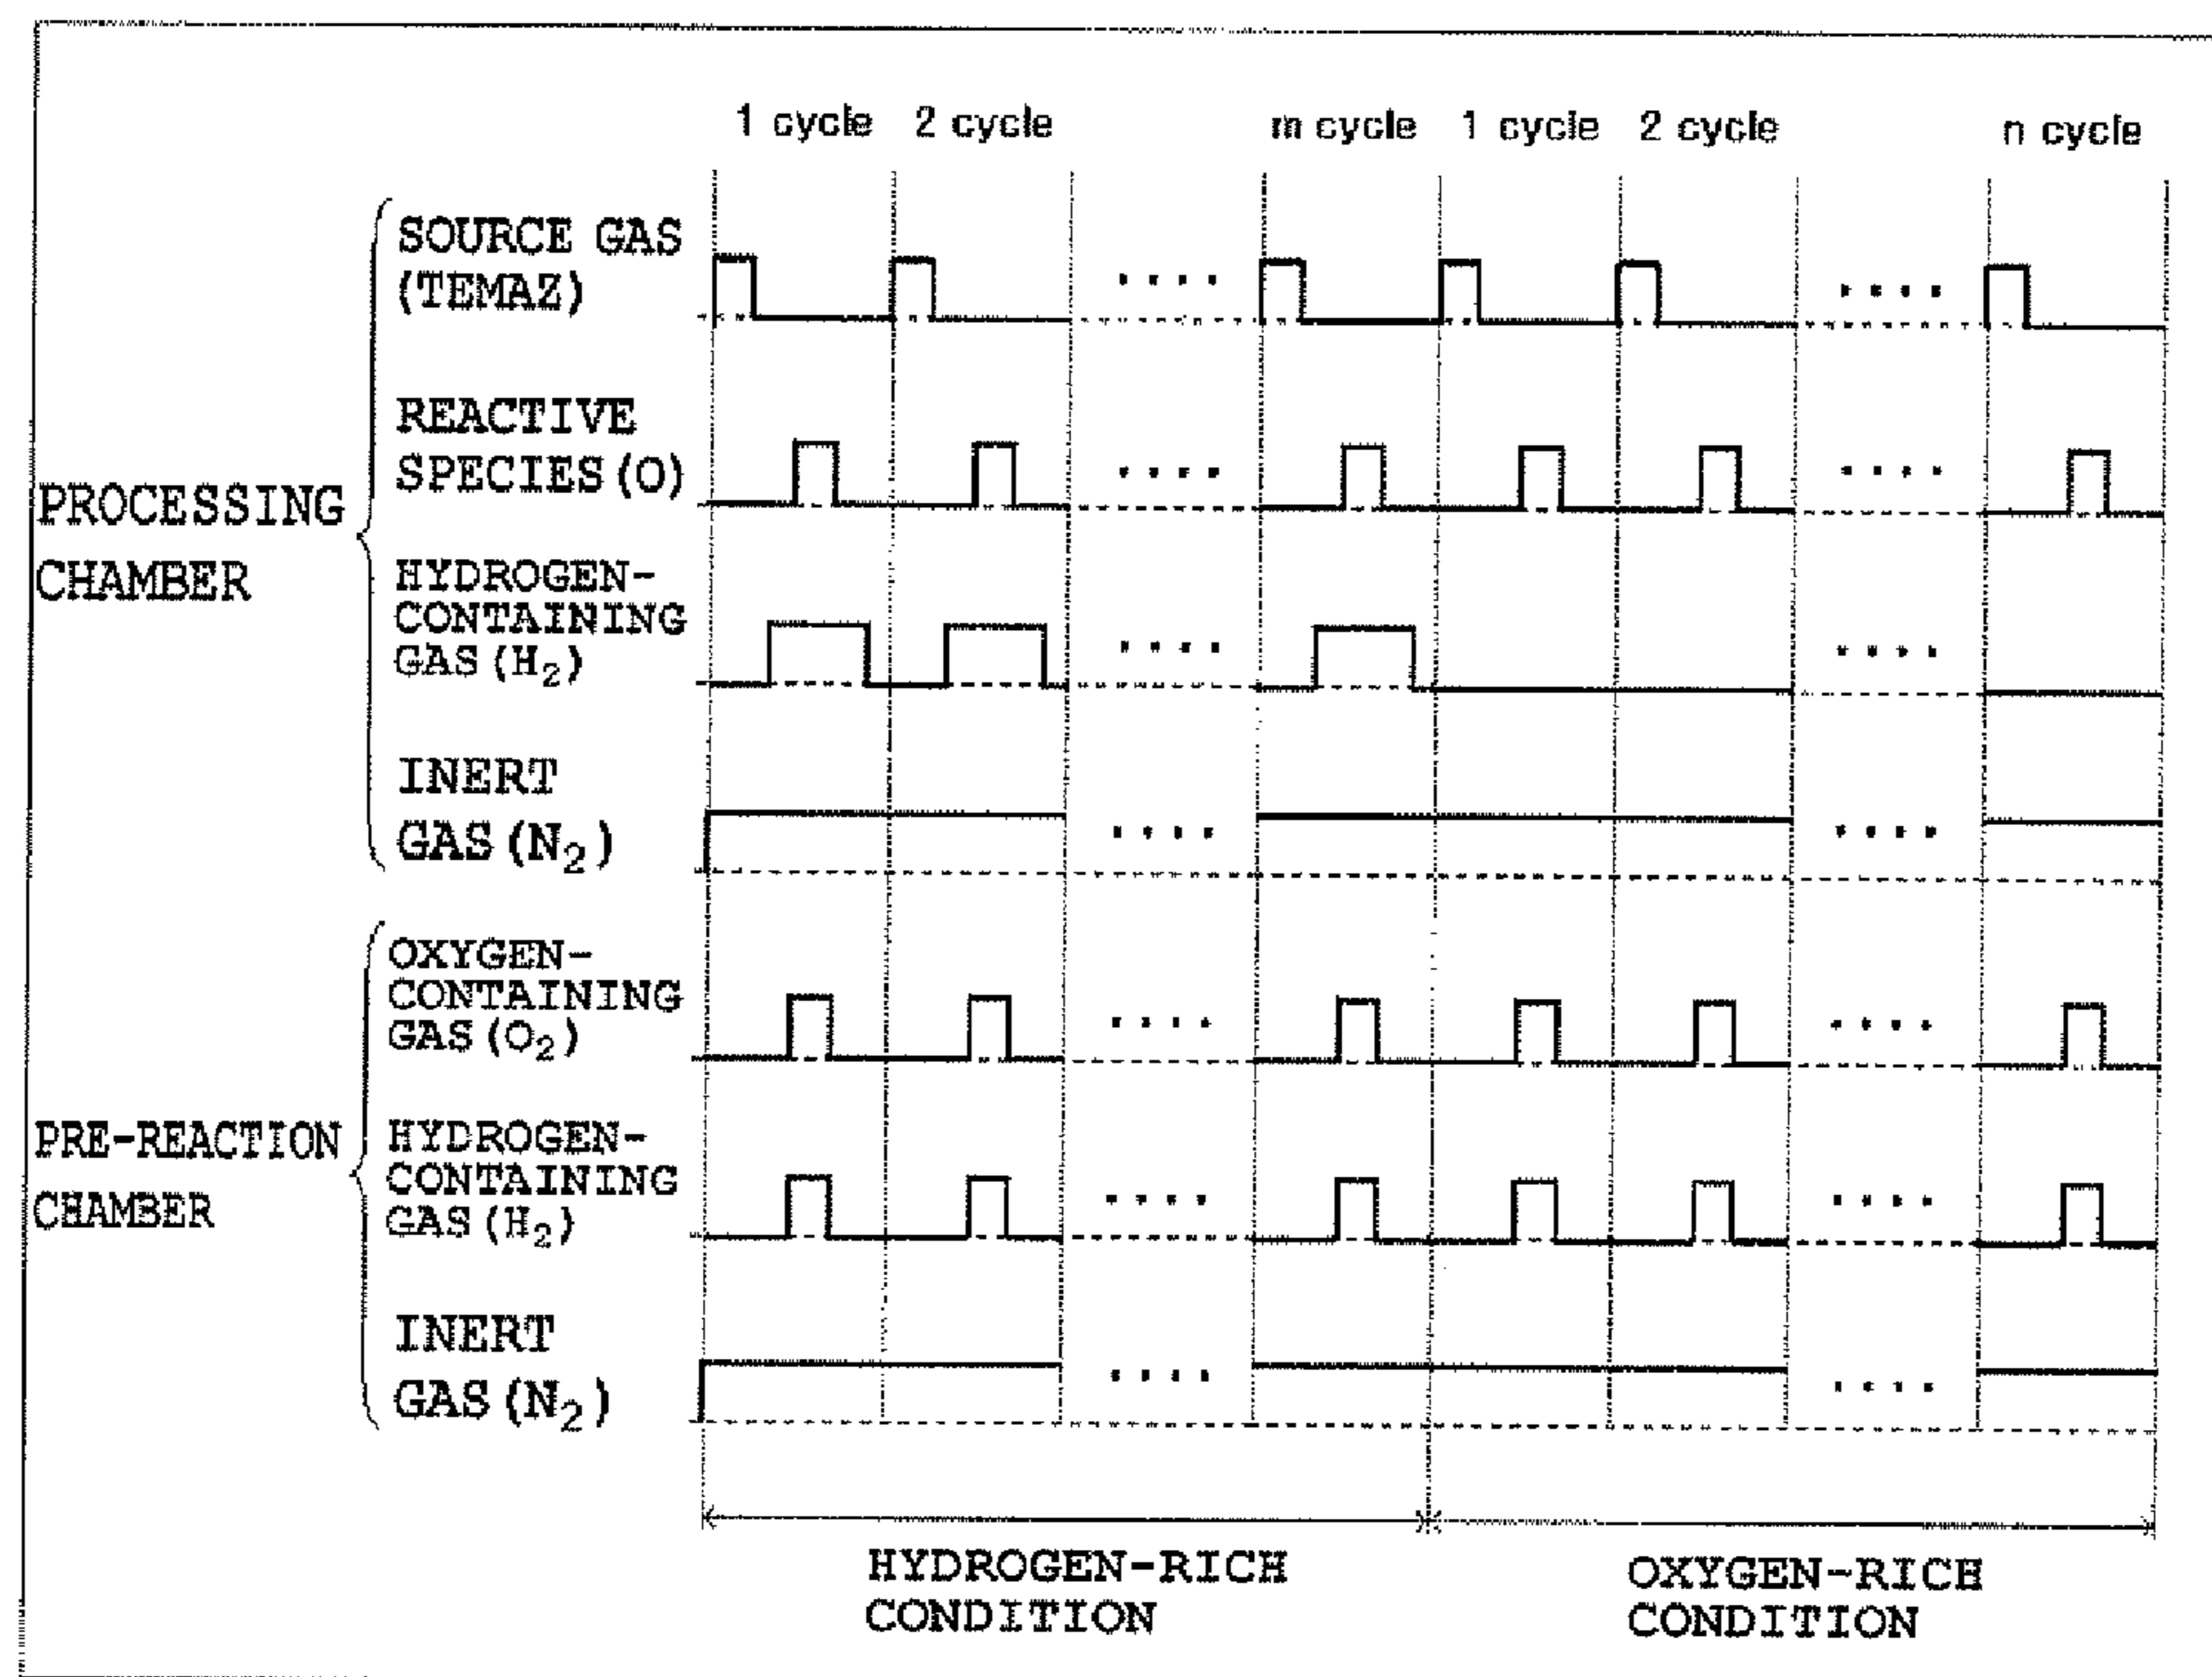 1 cycle 2 cycle m cycle 1 cycle 2 cycle n cycle
PROCESSING
CHAMBER
SOURCE GAS
(TEMAZ)
REACTIVE
SPECIES(O)
HYDROGEN-
CONTAINING
GAS(H₂)
INERT
GAS(N₂)
PRE-REACTION
CHAMBER
OXYGEN-
CONTAINING
GAS(O₂)
HYDROGEN-
CONTAINING
GAS(H₂)
INERT
GAS(N₂)
HYDROGEN-RICH
CONDITION
OXYGEN-RICH
CONDITION